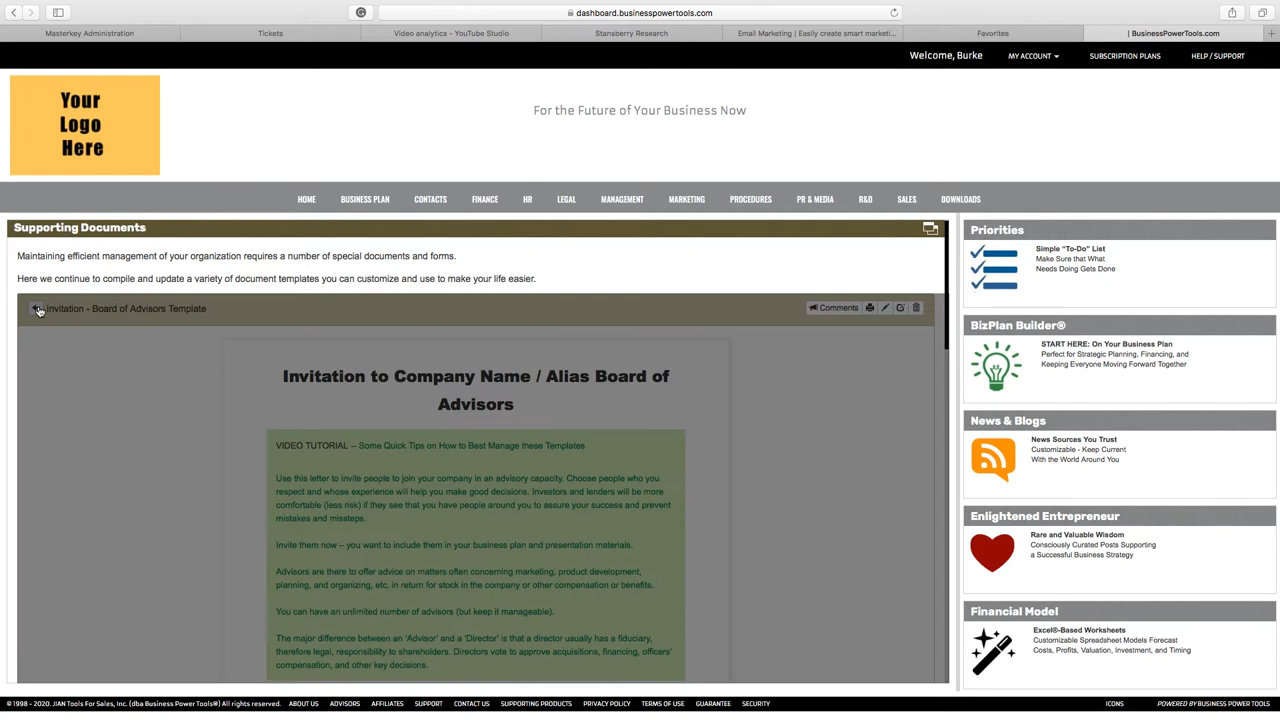 dashboard.businesspowertools.com
Masterkey Administration
Tickets
Video analytics - YouTube Studio
Stansberry Research
Email Marketing | Easily create smart marketi...
Favorites
| BusinessPowerTools.com
Welcome, Burke
MY ACCOUNT
SUBSCRIPTION PLANS
HELP / SUPPORT
Your
Logo
Here
For the Future of Your Business Now
HOME
BUSINESS PLAN
CONTACTS
FINANCE
HR
LEGAL
MANAGEMENT
MARKETING
PROCEDURES
PR & MEDIA
R&D
SALES
DOWNLOADS
Supporting Documents
Maintaining efficient management of your organization requires a number of special documents and forms.
Here we continue to compile and update a variety of document templates you can customize and use to make your life easier.
Invitation - Board of Advisors Template
Comments
Invitation to Company Name / Alias Board of
Advisors
VIDEO TUTORIAL – Some Quick Tips on How to Best Manage these Templates
Use this letter to invite people to join your company in an advisory capacity. Choose people who you
respect and whose experience will help you make good decisions. Investors and lenders will be more
comfortable (less risk) if they see that you have people around you to assure your success and prevent
mistakes and missteps.
Invite them now – you want to include them in your business plan and presentation materials.
Advisors are there to offer advice on matters often concerning marketing, product development,
planning, and organizing, etc. in return for stock in the company or other compensation or benefits.
You can have an unlimited number of advisors (but keep it manageable).
The major difference between an 'Advisor' and a 'Director' is that a director usually has a fiduciary,
therefore legal, responsibility to shareholders. Directors vote to approve acquisitions, financing, officers'
compensation, and other key decisions.
Priorities
Simple "To-Do" List
Make Sure that What
Needs Doing Gets Done
BizPlan Builder®
START HERE: On Your Business Plan
Perfect for Strategic Planning, Financing, and
Keeping Everyone Moving Forward Together
News & Blogs
News Sources You Trust
Customizable - Keep Current
With the World Around You
Enlightened Entrepreneur
Rare and Valuable Wisdom
Consciously Curated Posts Supporting
a Successful Business Strategy
Financial Model
Excel®-Based Worksheets
Customizable Spreadsheet Models Forecast
Costs, Profits, Valuation, Investment, and Timing
© 1998 - 2020. JIAN Tools For Sales, Inc. (dba Business Power Tools®) All rights reserved.
ABOUT US
ADVISORS
AFFILIATES
SUPPORT
CONTACT US
SUPPORTING PRODUCTS
PRIVACY POLICY
TERMS OF USE
GUARANTEE
SECURITY
ICONS
POWERED BY BUSINESS POWER TOOLS